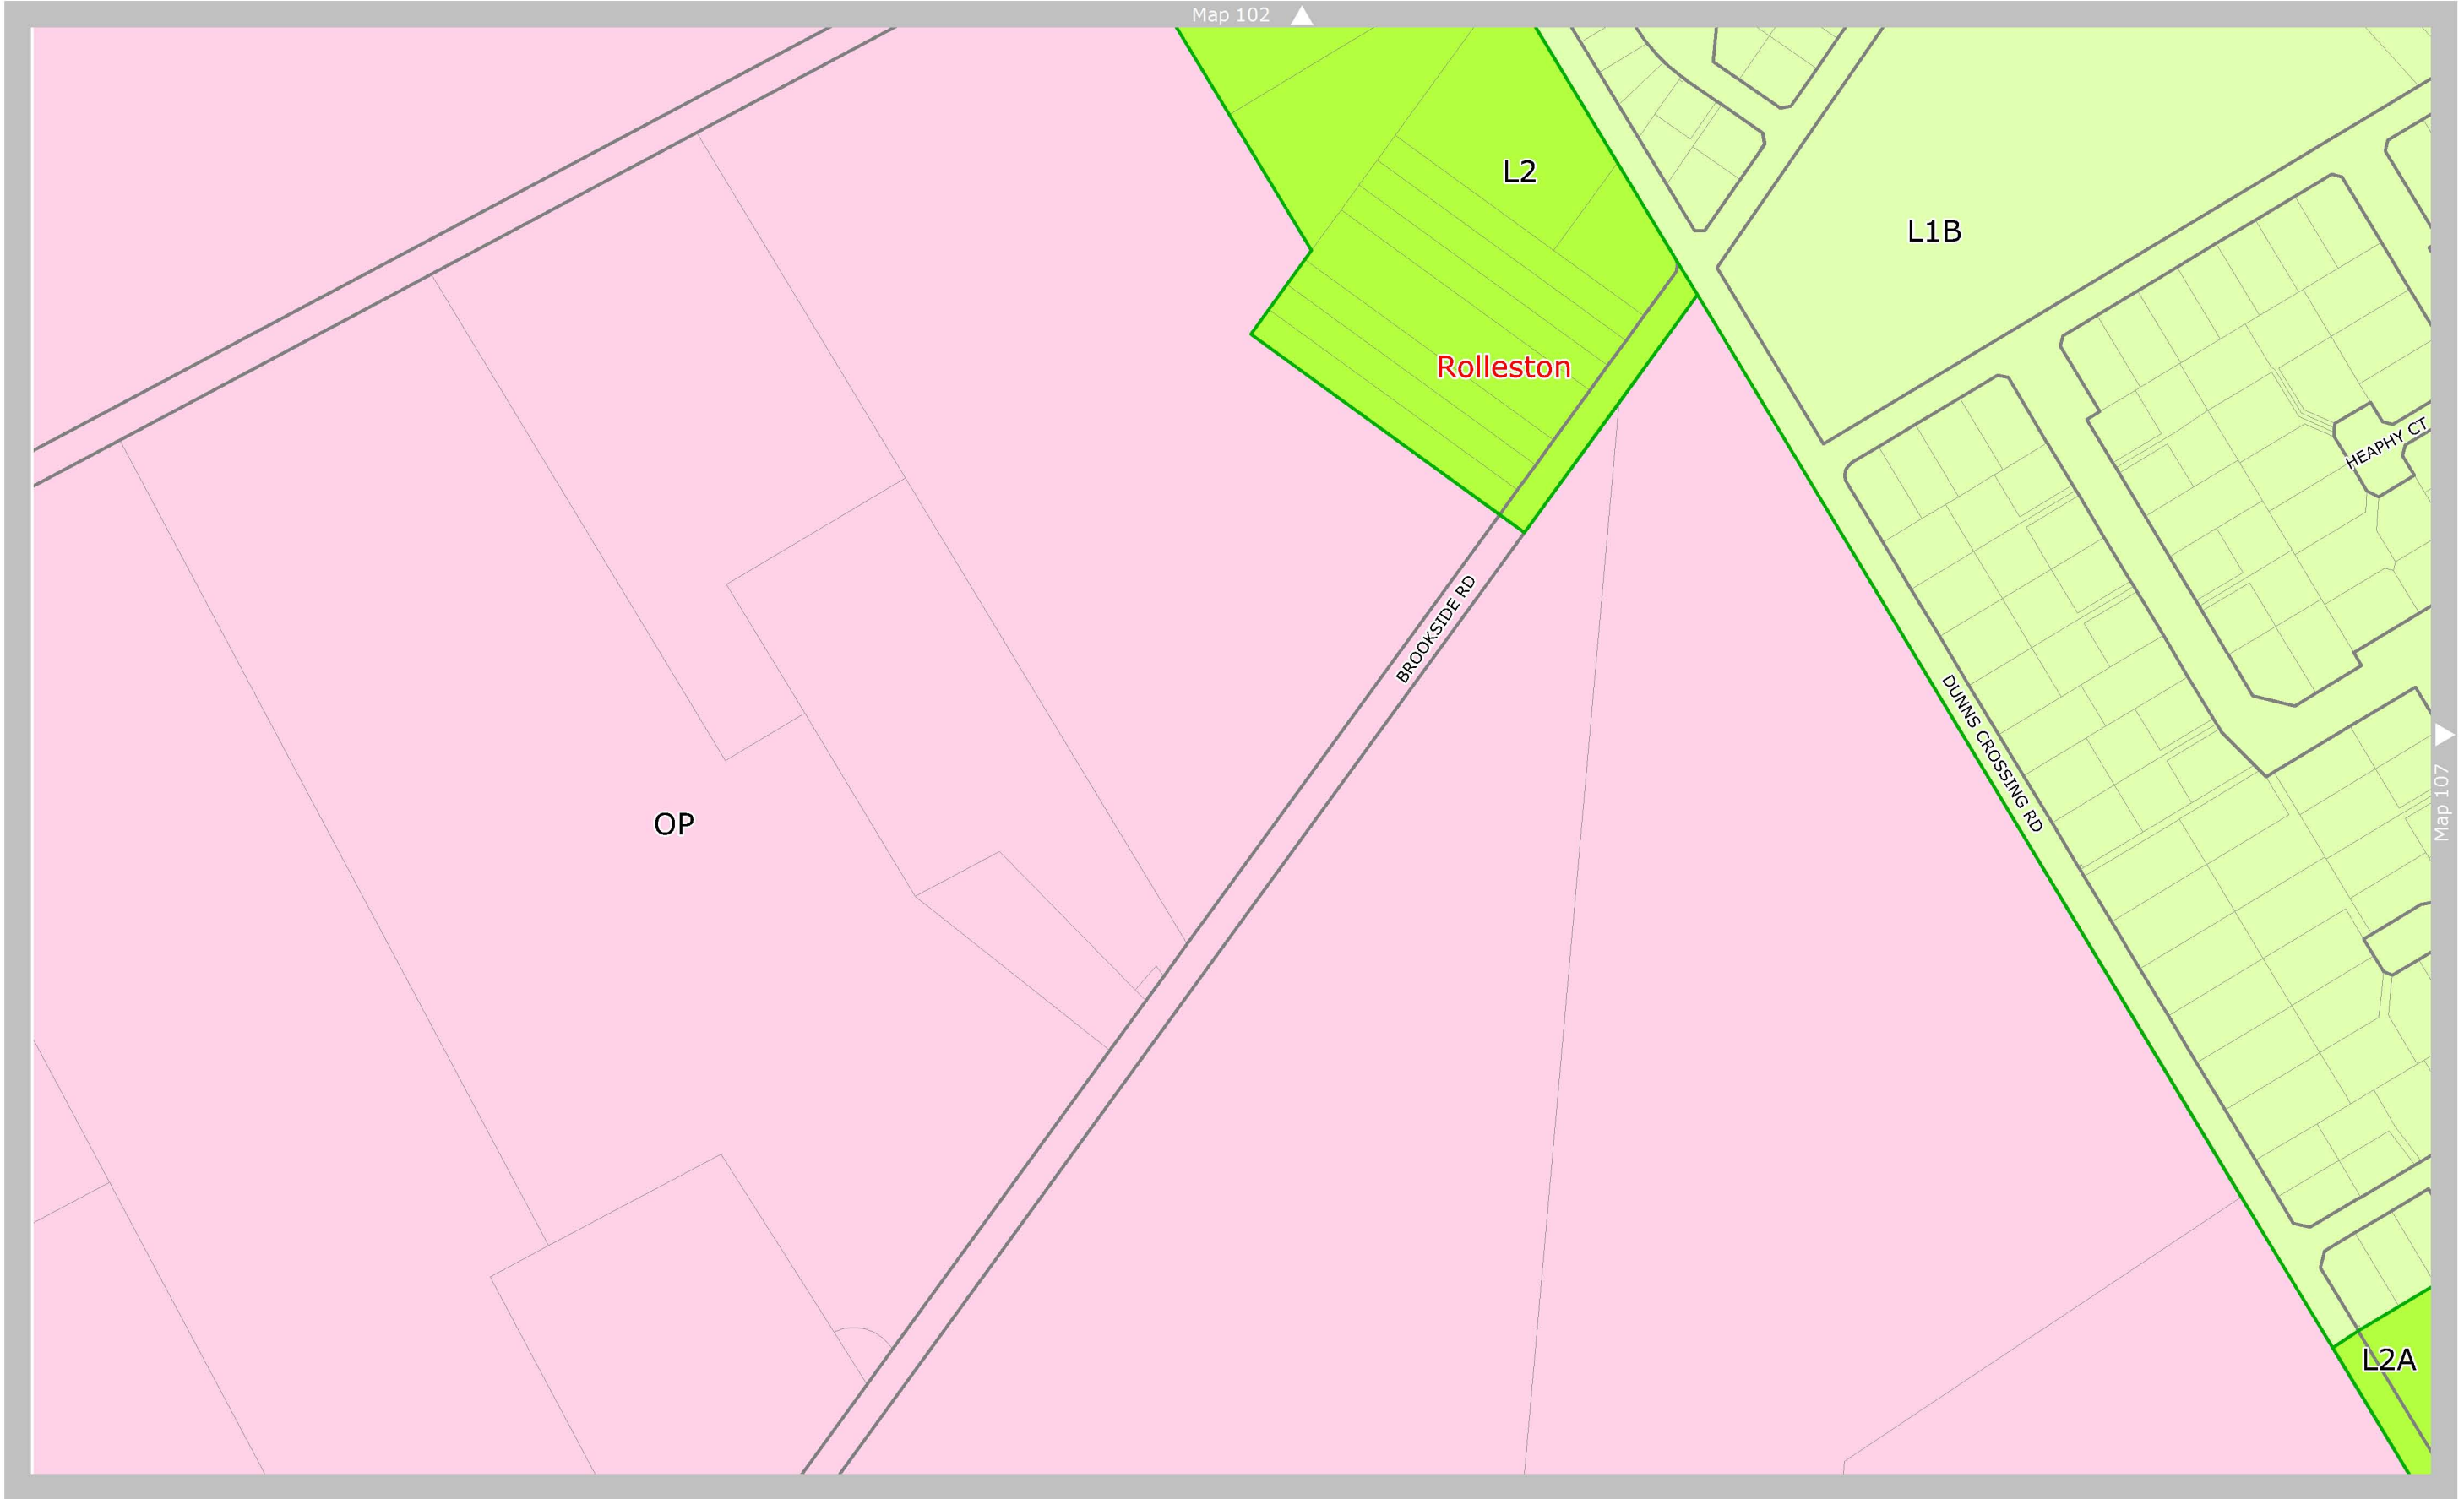 Map 102
L2
L1B
Rolleston
HEAPHY CT
BROOKSIDE RD
DUNNS CROSSING RD
Map 107
OP
L2A